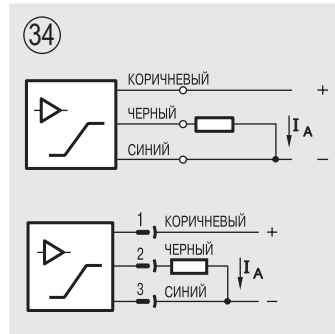 34
КОРИЧНЕВЫЙ
+
ЧЕРНЫЙ
I A
СИНИЙ
−
1 КОРИЧНЕВЫЙ
+
2 ЧЕРНЫЙ
I A
3 СИНИЙ
−